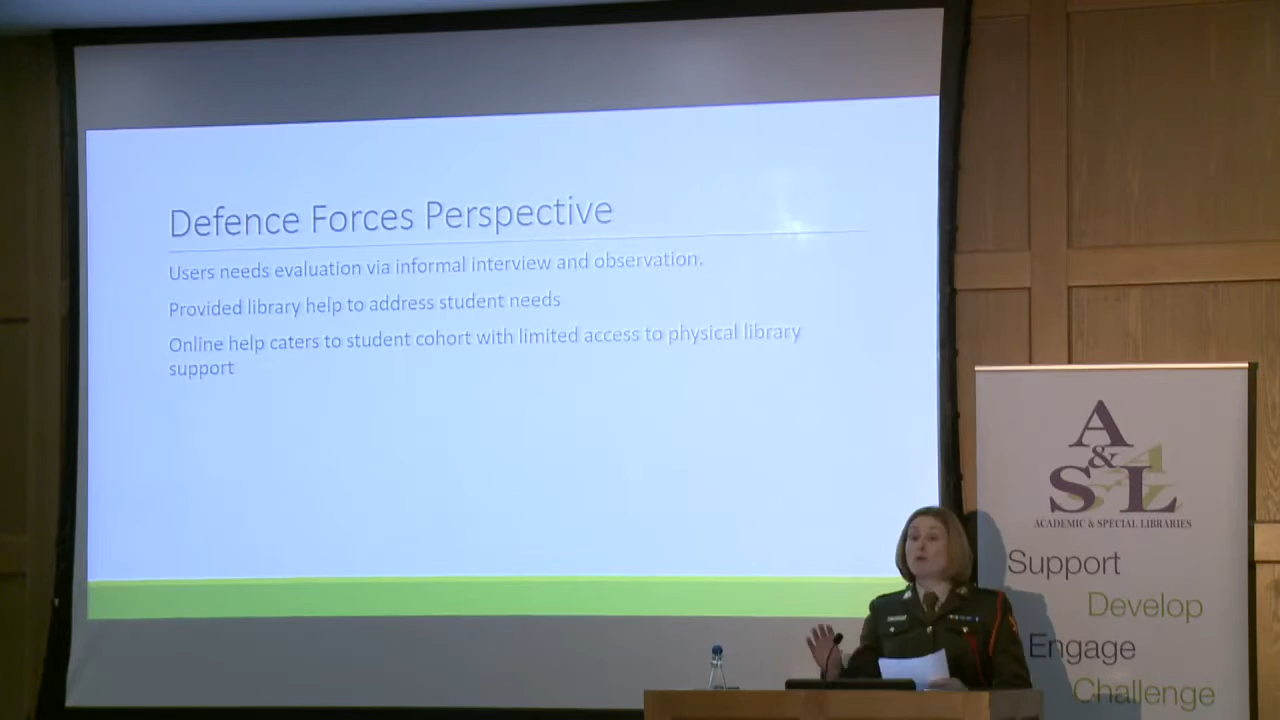 Defence Forces Perspective
Users needs evaluation via informal interview and observation.
Provided library help to address student needs
Online help caters to student cohort with limited access to physical library
support
A
&
SL
ACADEMIC & SPECIAL LIBRARIES
Support
Develop
Engage
Challenge